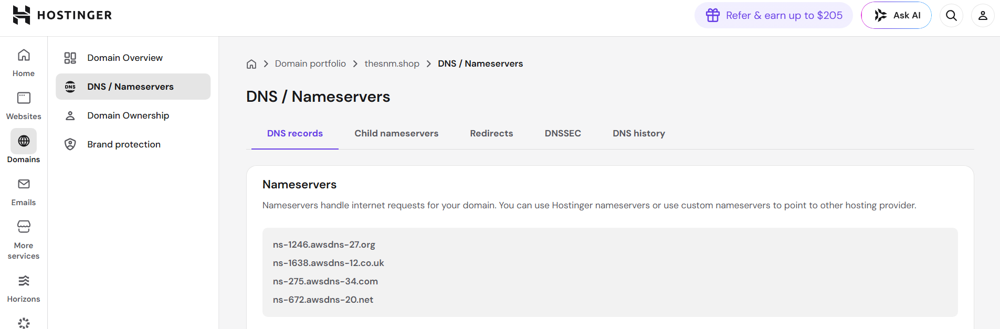 HOSTINGER
Refer & earn up to $205
Ask AI
Home
Websites
Domains
Emails
More
services
Horizons
Domain Overview
DNS
DNS / Nameservers
Domain Ownership
Brand protection
Domain portfolio
thesnm.shop
DNS / Nameservers
DNS / Nameservers
DNS records
Child nameservers
Redirects
DNSSEC
DNS history
Nameservers
Nameservers handle internet requests for your domain. You can use Hostinger nameservers or use custom nameservers to point to other hosting provider.
ns-1246.awsdns-27.org
ns-1638.awsdns-12.co.uk
ns-275.awsdns-34.com
ns-672.awsdns-20.net